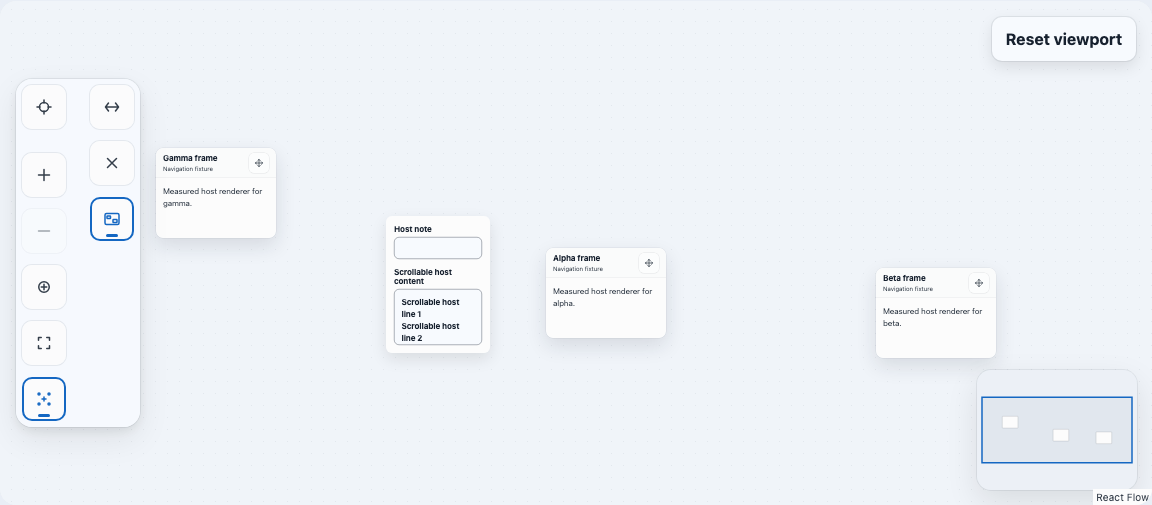 Reset viewport
Gamma frame
Navigation fixture
Measured host renderer for
gamma.
Host note
Scrollable host
content
Scrollable host
line 1
Scrollable host
line 2
Alpha frame
Navigation fixture
Measured host renderer for
alpha.
Beta frame
Navigation fixture
Measured host renderer for
beta.
React Flow